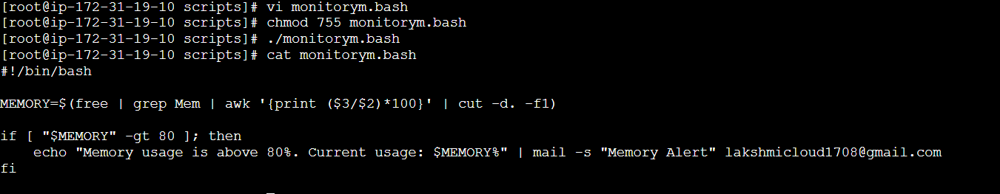 [root@ip-172-31-19-10 scripts]# vi monitorym.bash
[root@ip-172-31-19-10 scripts]# chmod 755 monitorym.bash
[root@ip-172-31-19-10 scripts]# ./monitorym.bash
[root@ip-172-31-19-10 scripts]# cat monitorym.bash
#!/bin/bash

MEMORY=$(free | grep Mem | awk '{print ($3/$2)*100}' | cut -d. -f1)

if [ "$MEMORY" -gt 80 ]; then
    echo "Memory usage is above 80%. Current usage: $MEMORY%" | mail -s "Memory Alert" lakshmicloud1708@gmail.com
fi